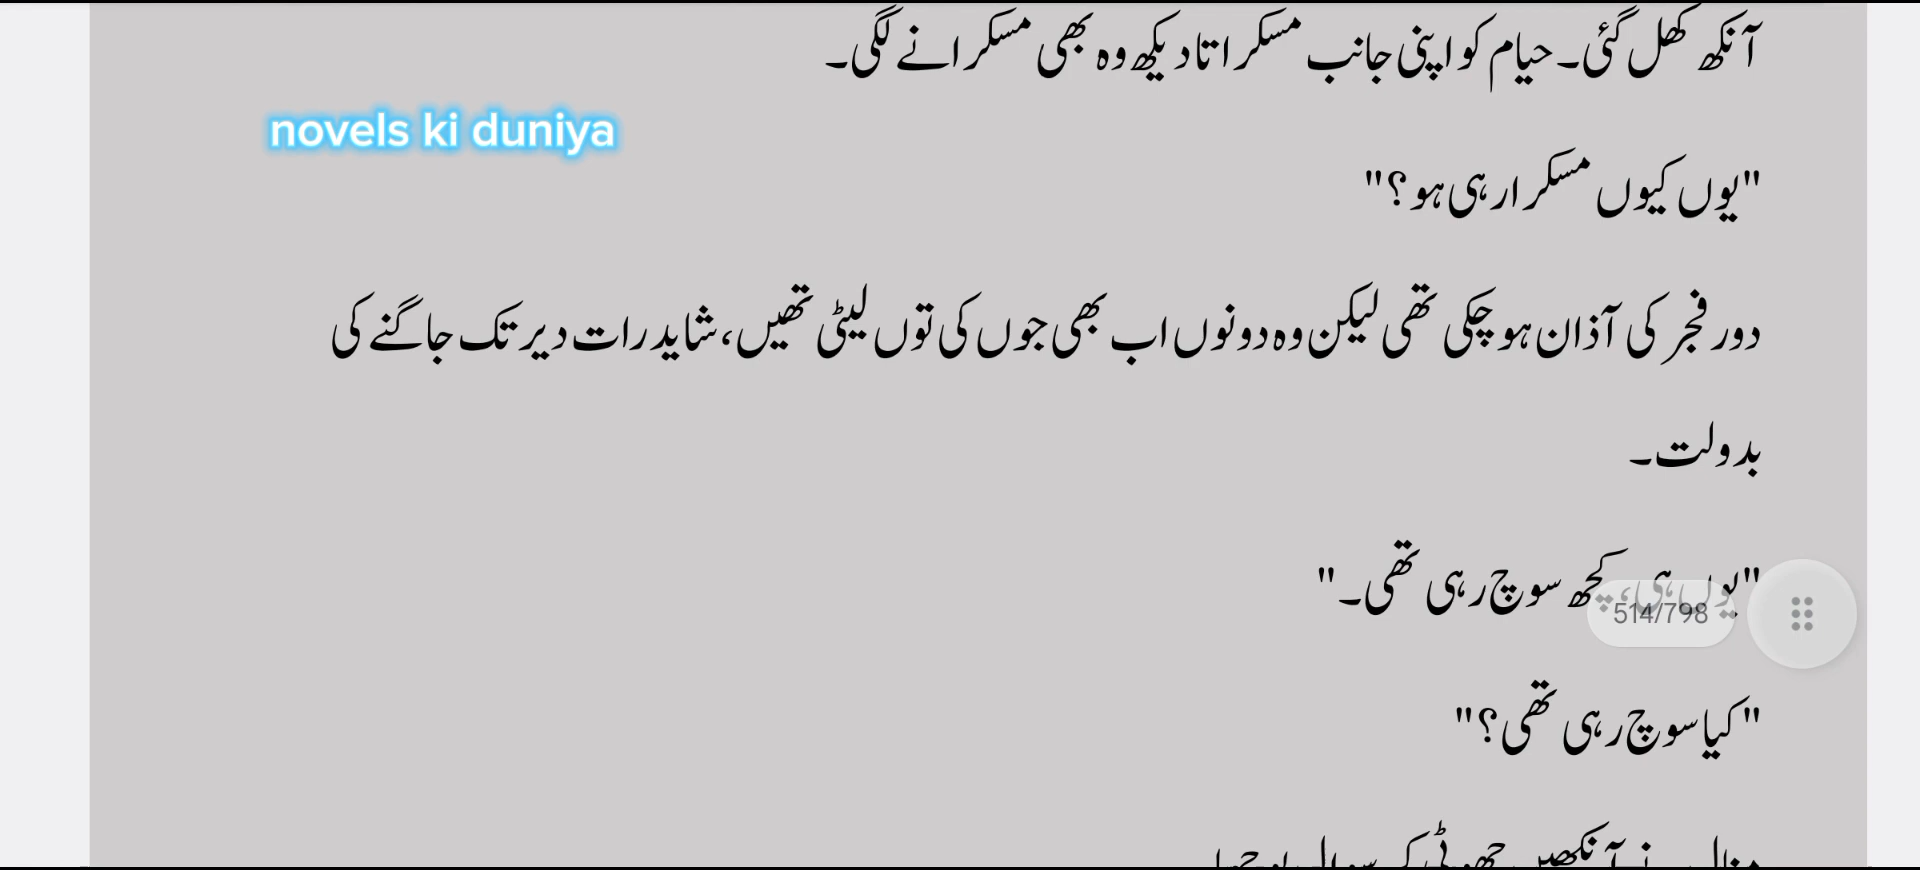 آنکھ کھل گئی۔ حیام کو اپنی جانب مسکراتا دیکھ وہ بھی مسکرانے لگی۔
novels ki duniya
"یوں کیوں مسکرا رہی ہو؟"
دور فجر کی آذان ہو چکی تھی لیکن وہ دونوں اب بھی جوں کی توں لیٹی تھیں، شاید رات دیر تک جاگنے کی
بدولت۔
"یوں ہی، کچھ سوچ رہی تھی۔"
514/798
"کیا سوچ رہی تھی؟"